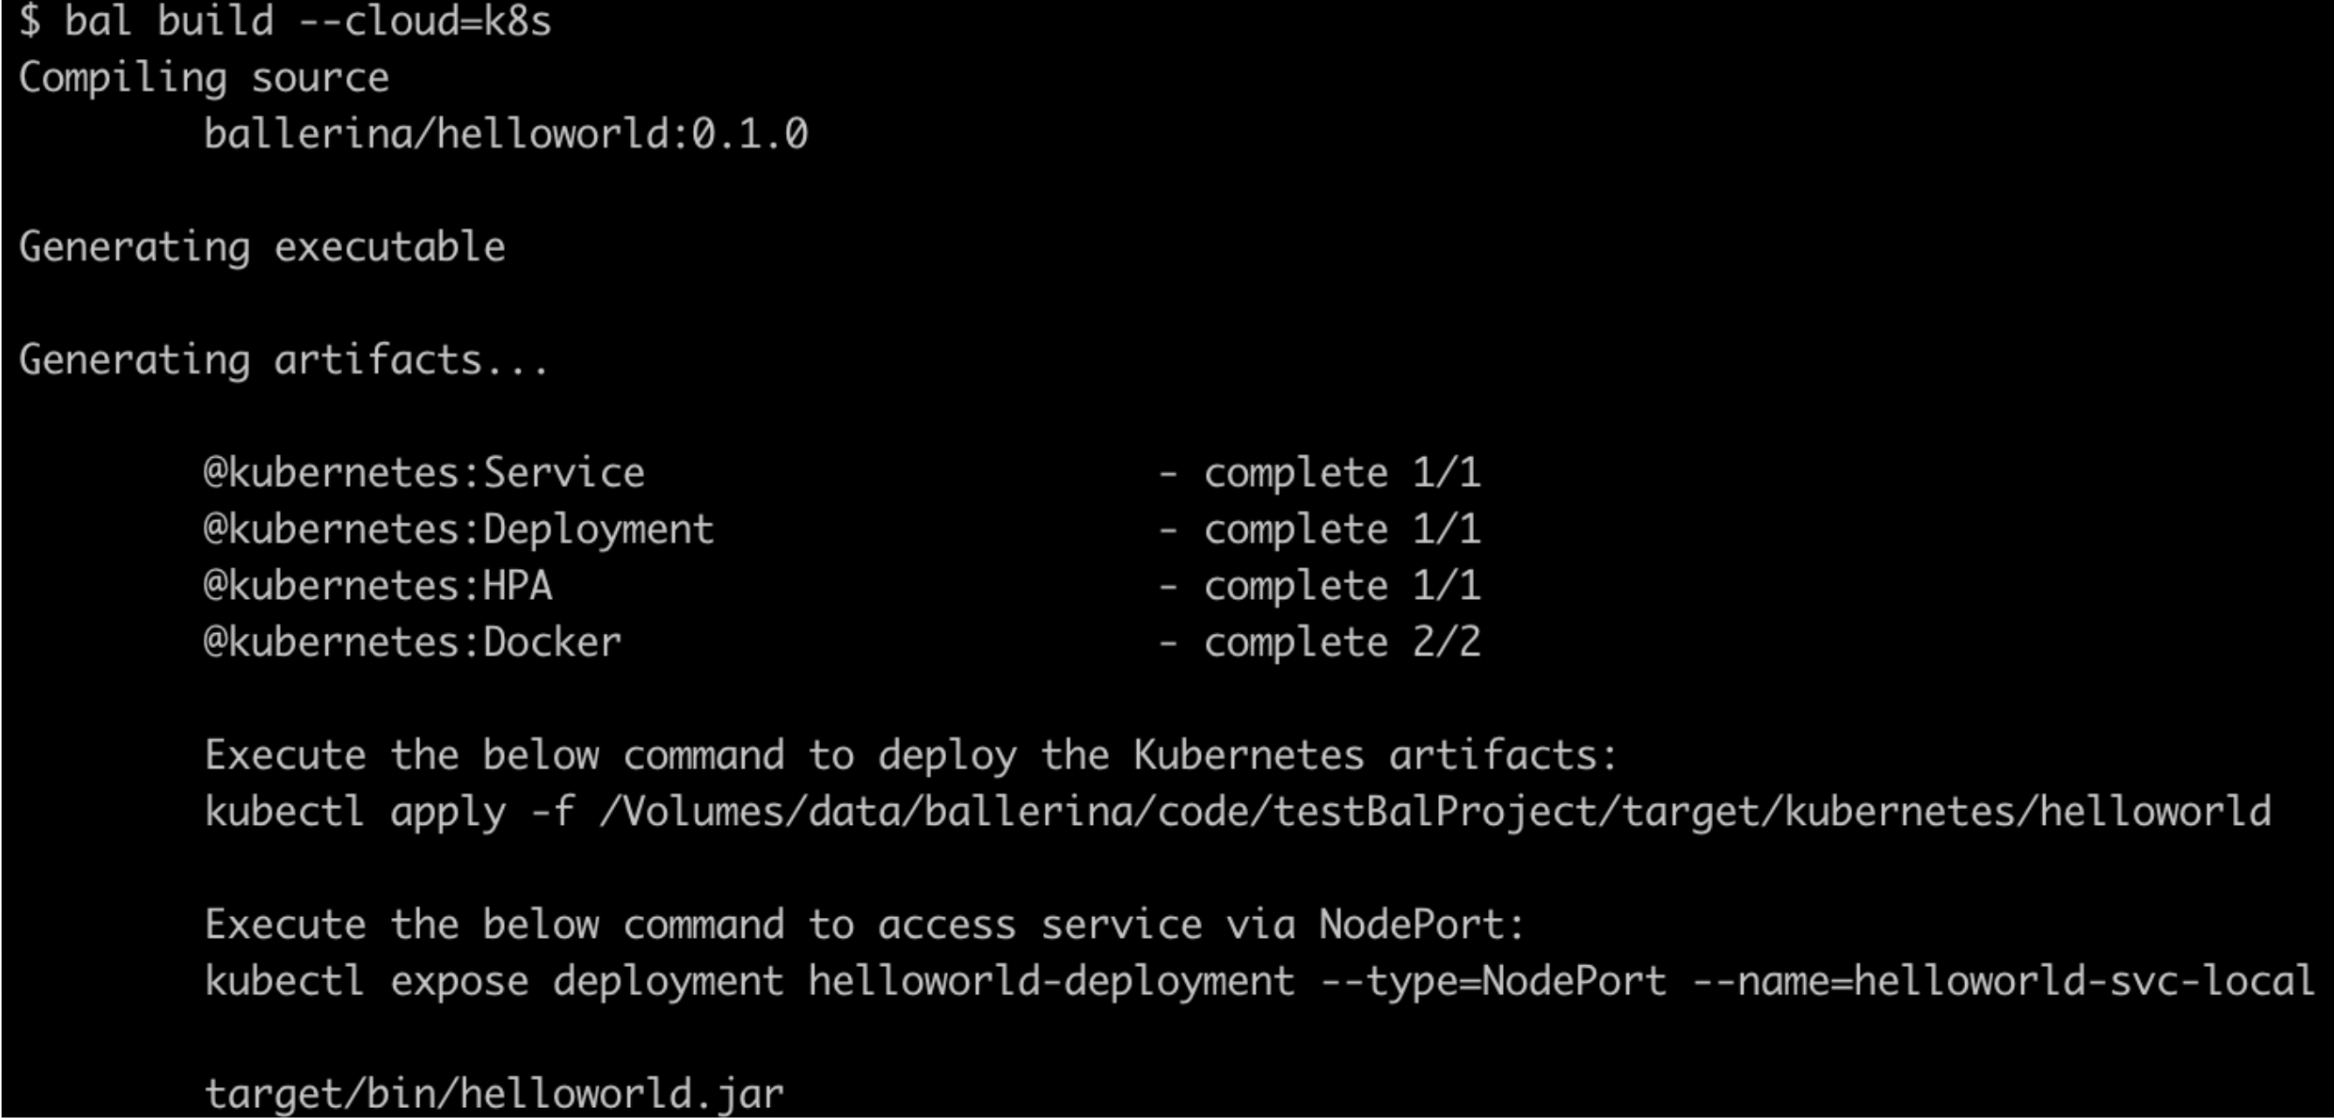 $ bal build --cloud=k8s
Compiling source
ballerina/helloworld:0.1.0
Generating executable
Generating artifacts...
@kubernetes:Service - complete 1/1
@kubernetes:Deployment - complete 1/1
@kubernetes:HPA - complete 1/1
@kubernetes:Docker - complete 2/2
Execute the below command to deploy the Kubernetes artifacts:
kubectl apply -f /Volumes/data/ballerina/code/testBalProject/target/kubernetes/helloworld
Execute the below command to access service via NodePort:
kubectl expose deployment helloworld-deployment --type=NodePort --name=helloworld-svc-local
target/bin/helloworld.jar